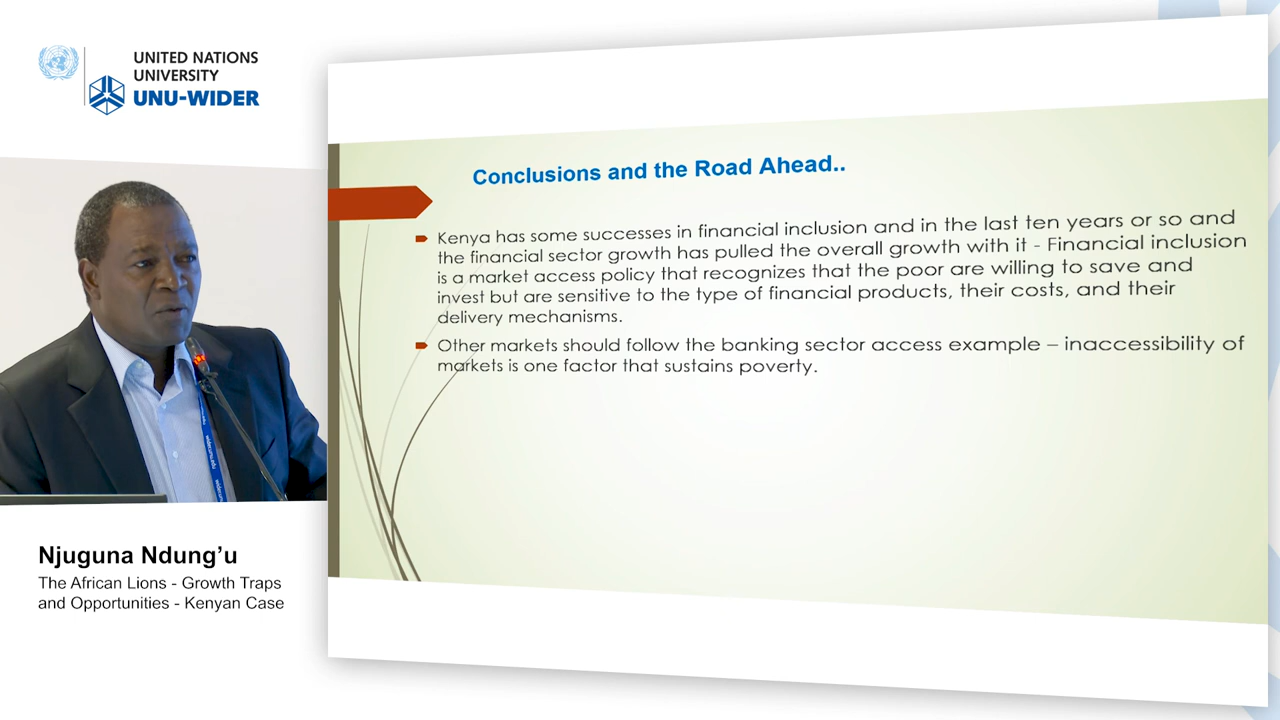 UNITED NATIONS
UNIVERSITY
UNU-WIDER
Conclusions and the Road Ahead..
Kenya has some successes in financial inclusion and in the last ten years or so and
the financial sector growth has pulled the overall growth with it - Financial inclusion
is a market access policy that recognizes that the poor are willing to save and
invest but are sensitive to the type of financial products, their costs, and their
delivery mechanisms.
Other markets should follow the banking sector access example – inaccessibility of
markets is one factor that sustains poverty.
Njuguna Ndung’u
The African Lions - Growth Traps
and Opportunities - Kenyan Case